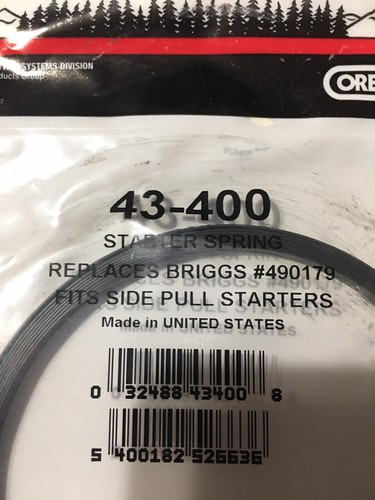 SYSTEMS DIVISION
Group
ORE
43-400
STARTER SPRING
REPLACES BRIGGS #490179
FITS SIDE PULL STARTERS
Made in UNITED STATES
0 32488 43400 8
5 400182 526636